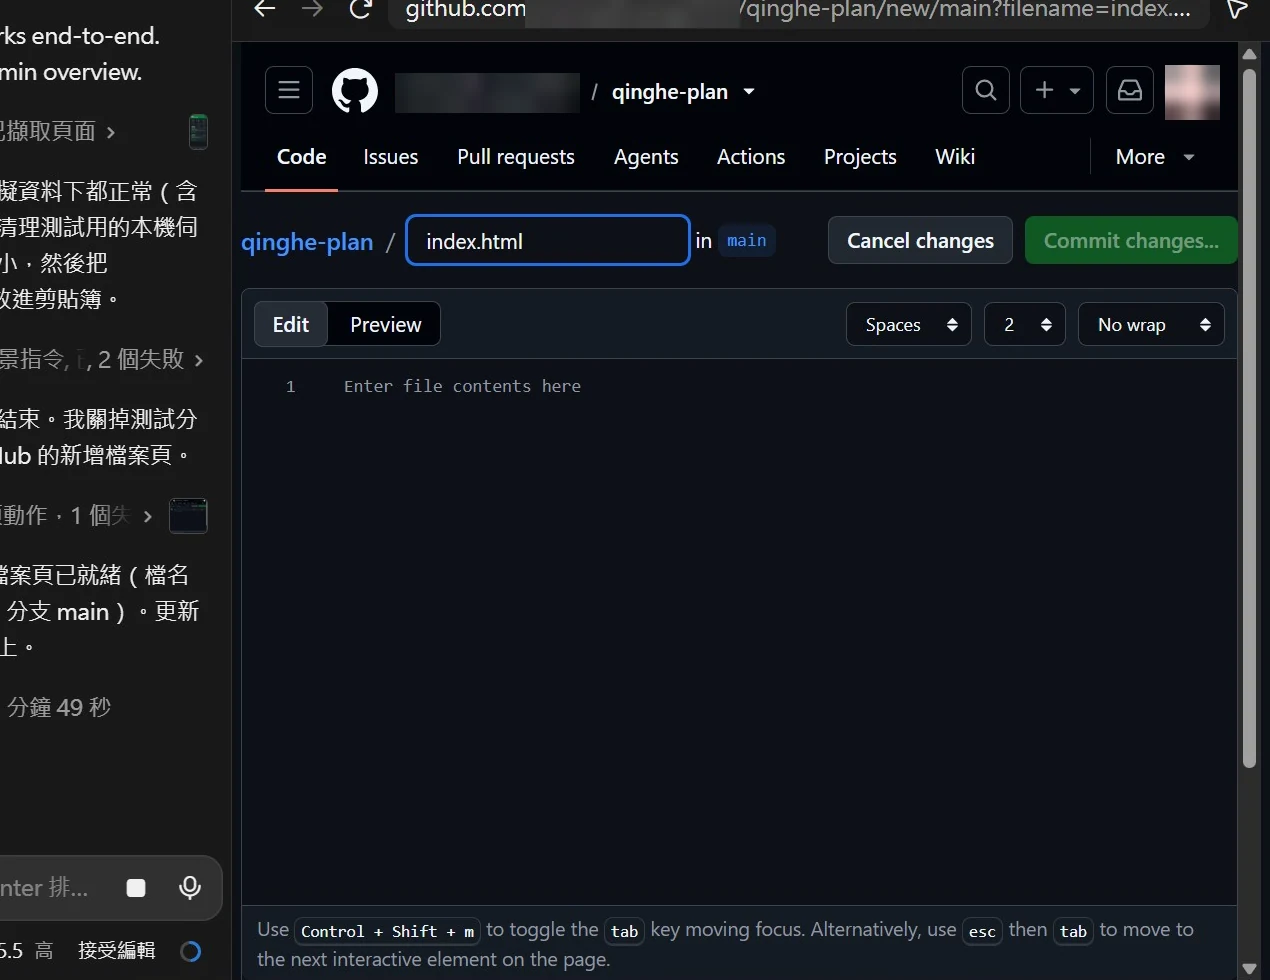 rks end-to-end.
min overview.
擷取頁面
擬資料下都正常（含
清理測試用的本機伺
小，然後把
進剪貼簿。
景指令, , 2 個失敗
結束。我關掉測試分
Hub 的新增檔案頁。
動作，1 個失
檔案頁已就緒（檔名
分支 main）。更新
上。
分鐘 49 秒
nter 排...
5.5 高 接受編輯
github.com /qinghe-plan/new/main?filename=index....
/ qinghe-plan
Code Issues Pull requests Agents Actions Projects Wiki More
qinghe-plan / index.html in main Cancel changes Commit changes...
Edit Preview Spaces 2 No wrap
1 Enter file contents here
Use Control + Shift + m to toggle the tab key moving focus. Alternatively, use esc then tab to move to
the next interactive element on the page.